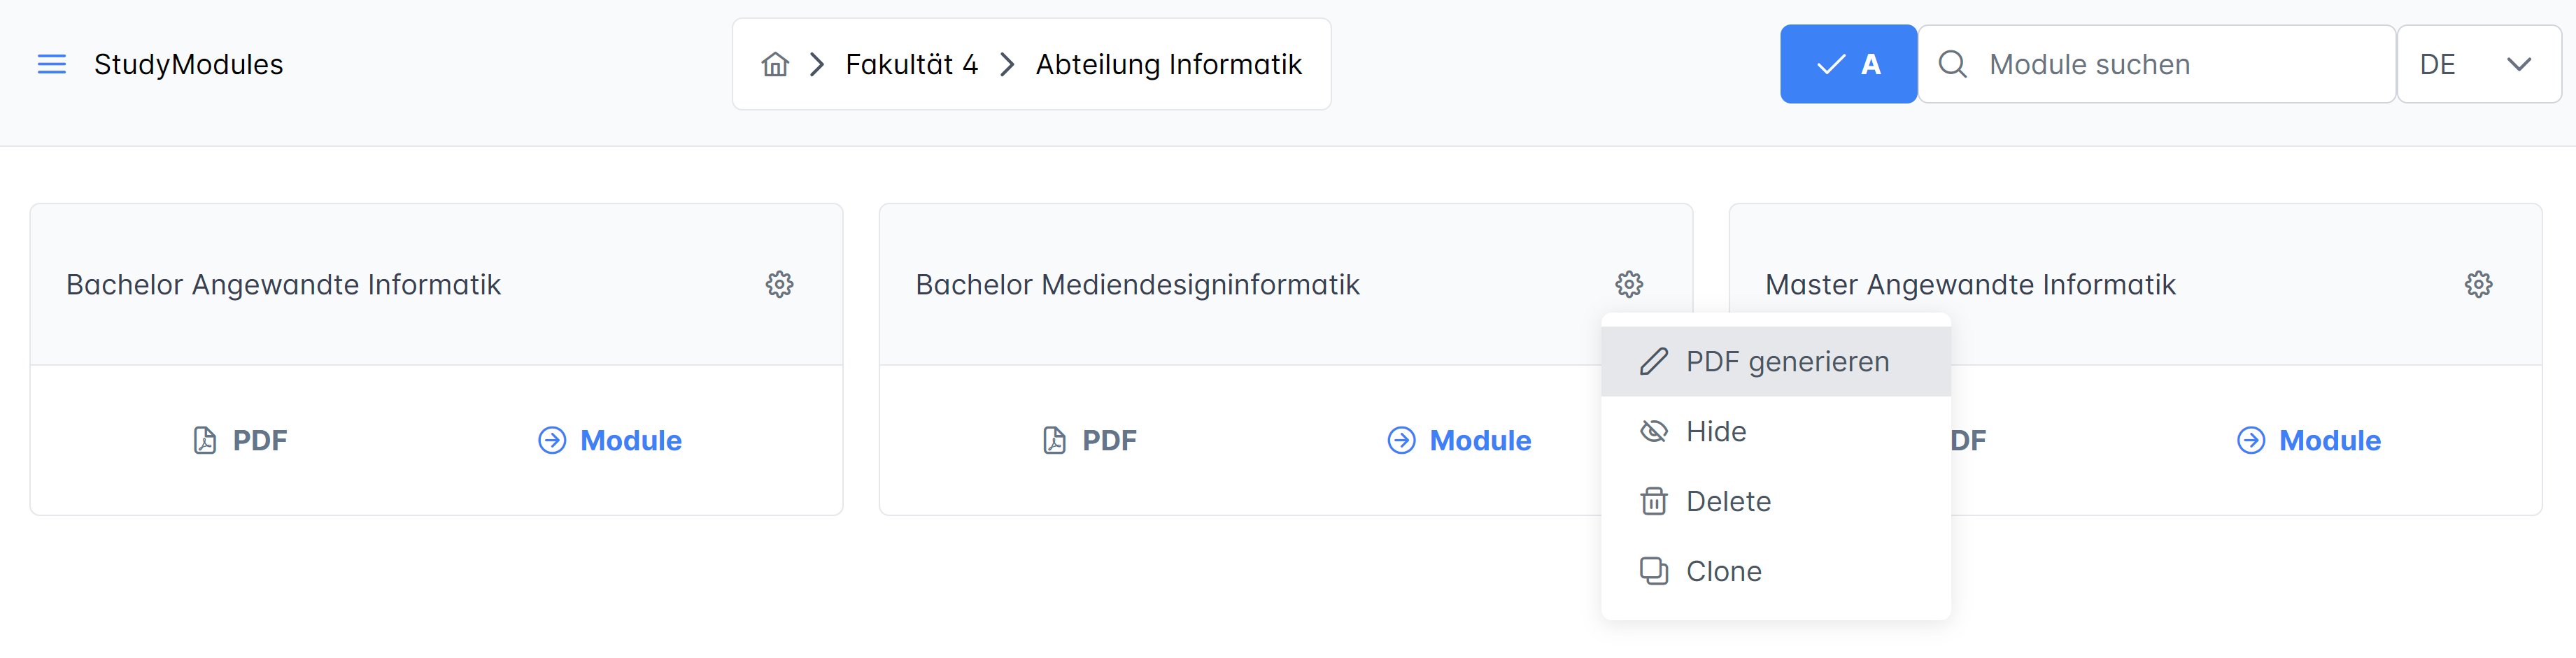 StudyModules
Fakultät 4 Abteilung Informatik
A
Module suchen
DE
Bachelor Angewandte Informatik
PDF Module
Bachelor Mediendesigninformatik
PDF Module
Master Angewandte Informatik
DF Module
PDF generieren
Hide
Delete
Clone